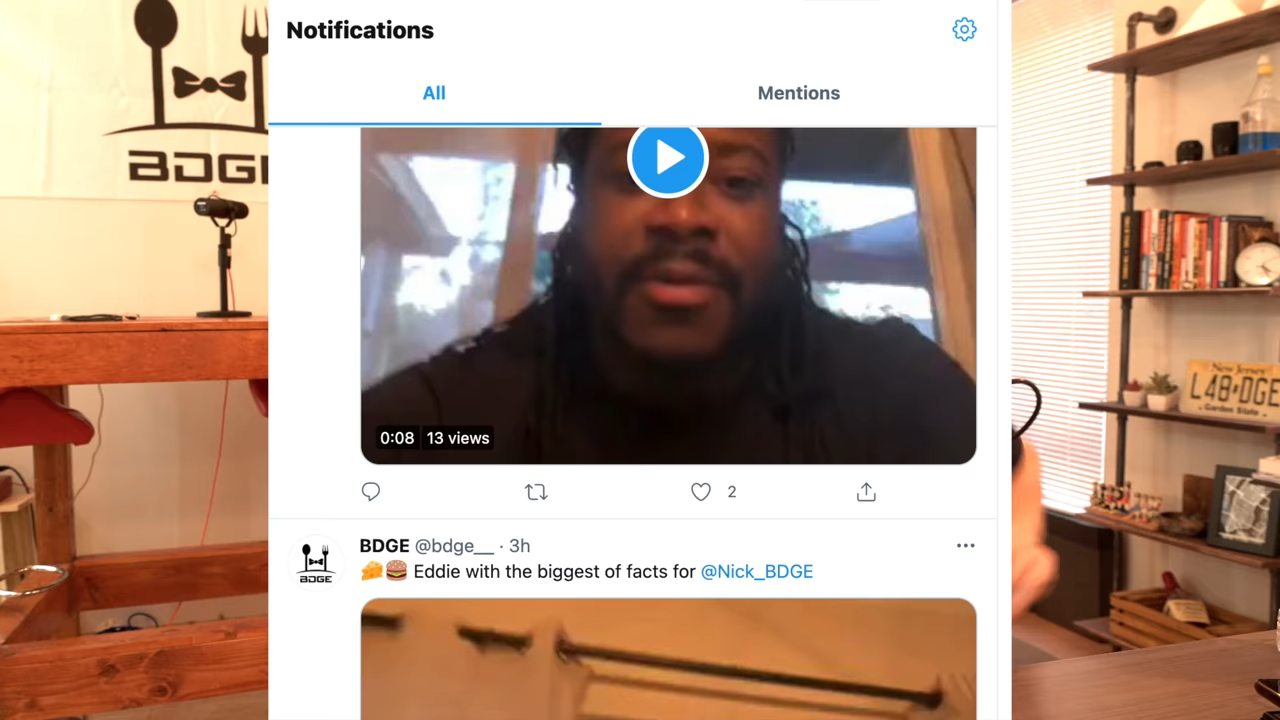 Notifications
All
Mentions
0:08 13 views
2
BDGE @bdge__ · 3h
🧀🍔 Eddie with the biggest of facts for @Nick_BDGE
BDGE
BDGE
New Jersey
L48 DGE
Garden State